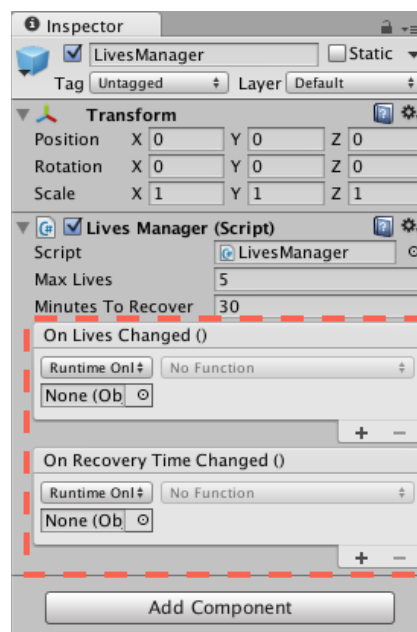 Inspector
LivesManager Static
Tag Untagged Layer Default
Transform
Position X 0 Y 0 Z 0
Rotation X 0 Y 0 Z 0
Scale X 1 Y 1 Z 1
Lives Manager (Script)
Script LivesManager
Max Lives 5
Minutes To Recover 30
On Lives Changed ()
Runtime Onl No Function
None (Ob
+ −
On Recovery Time Changed ()
Runtime Onl No Function
None (Ob
+ −
Add Component